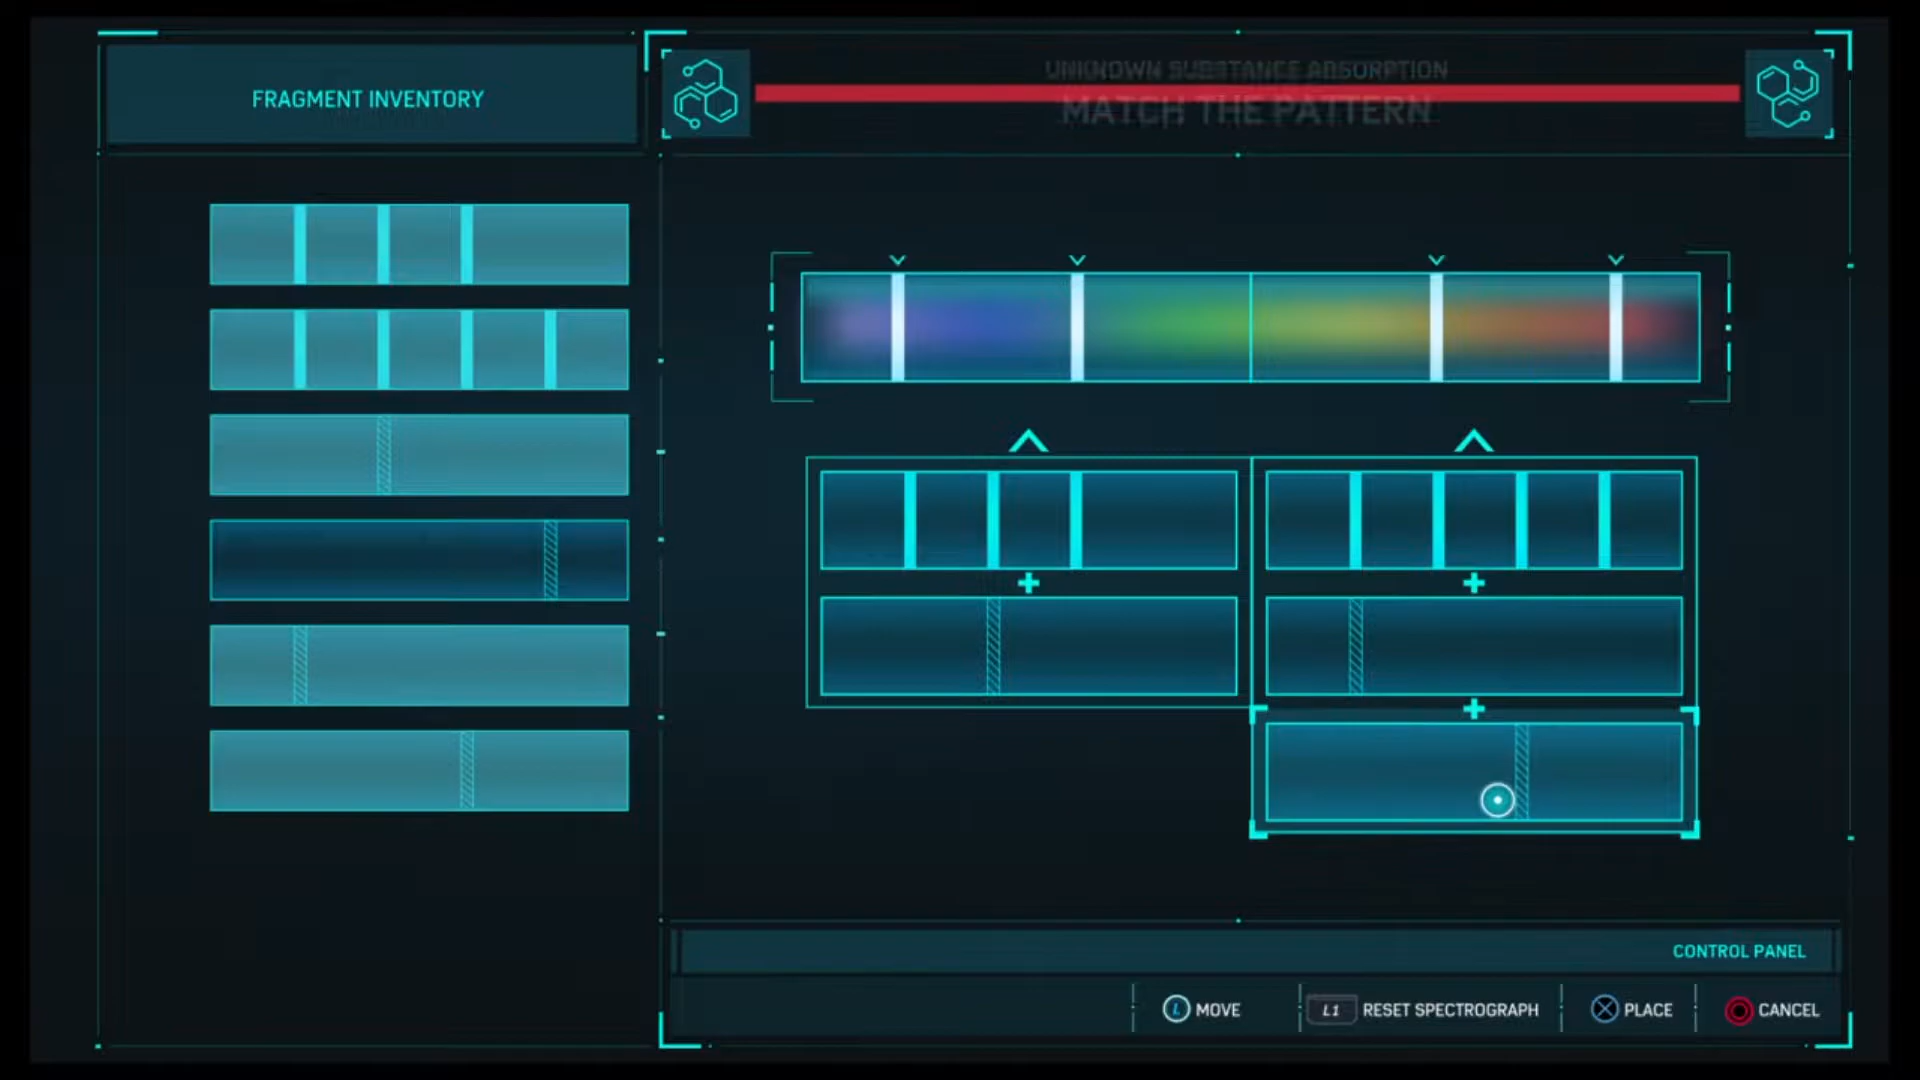 FRAGMENT INVENTORY
UNKNOWN SUBSTANCE ABSORPTION
MATCH THE PATTERN
CONTROL PANEL
L MOVE
L1 RESET SPECTROGRAPH
PLACE
CANCEL